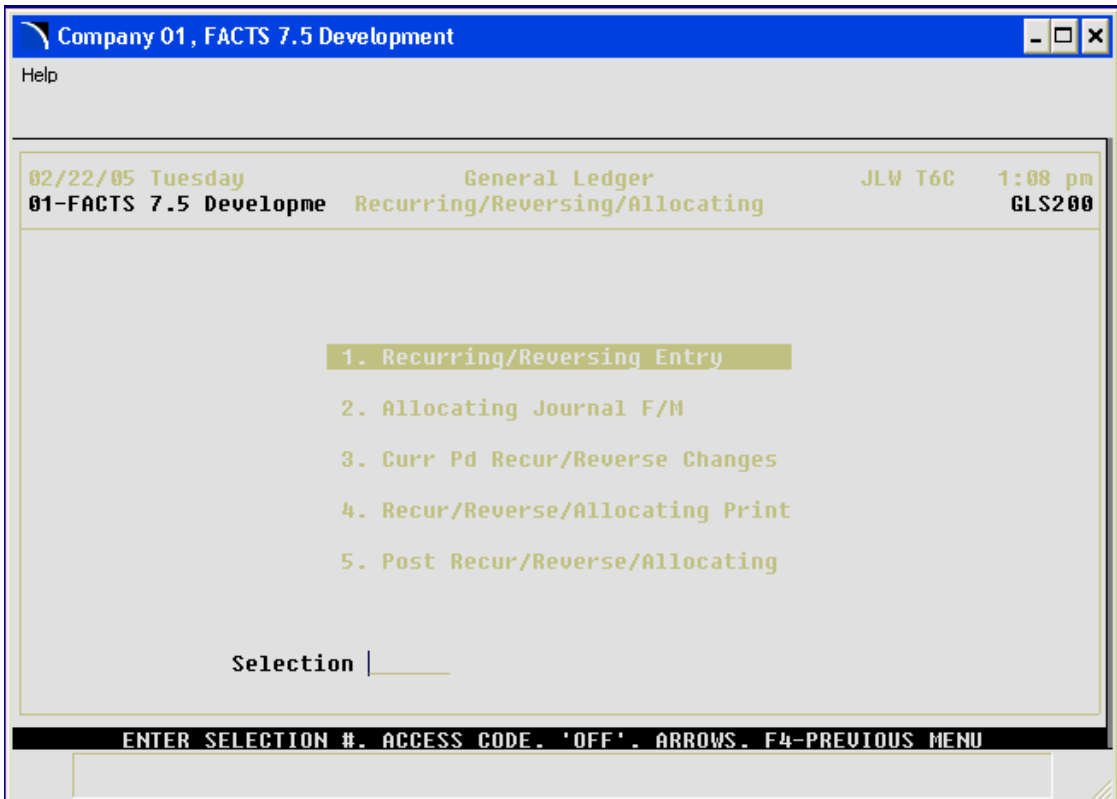 Company 01, FACTS 7.5 Development
Help
02/22/05 Tuesday General Ledger JLW T6C 1:08 pm
01-FACTS 7.5 Developme Recurring/Reversing/Allocating GLS200
1. Recurring/Reversing Entry
2. Allocating Journal F/M
3. Curr Pd Recur/Reverse Changes
4. Recur/Reverse/Allocating Print
5. Post Recur/Reverse/Allocating
Selection
ENTER SELECTION #. ACCESS CODE. 'OFF'. ARROWS. F4-PREVIOUS MENU